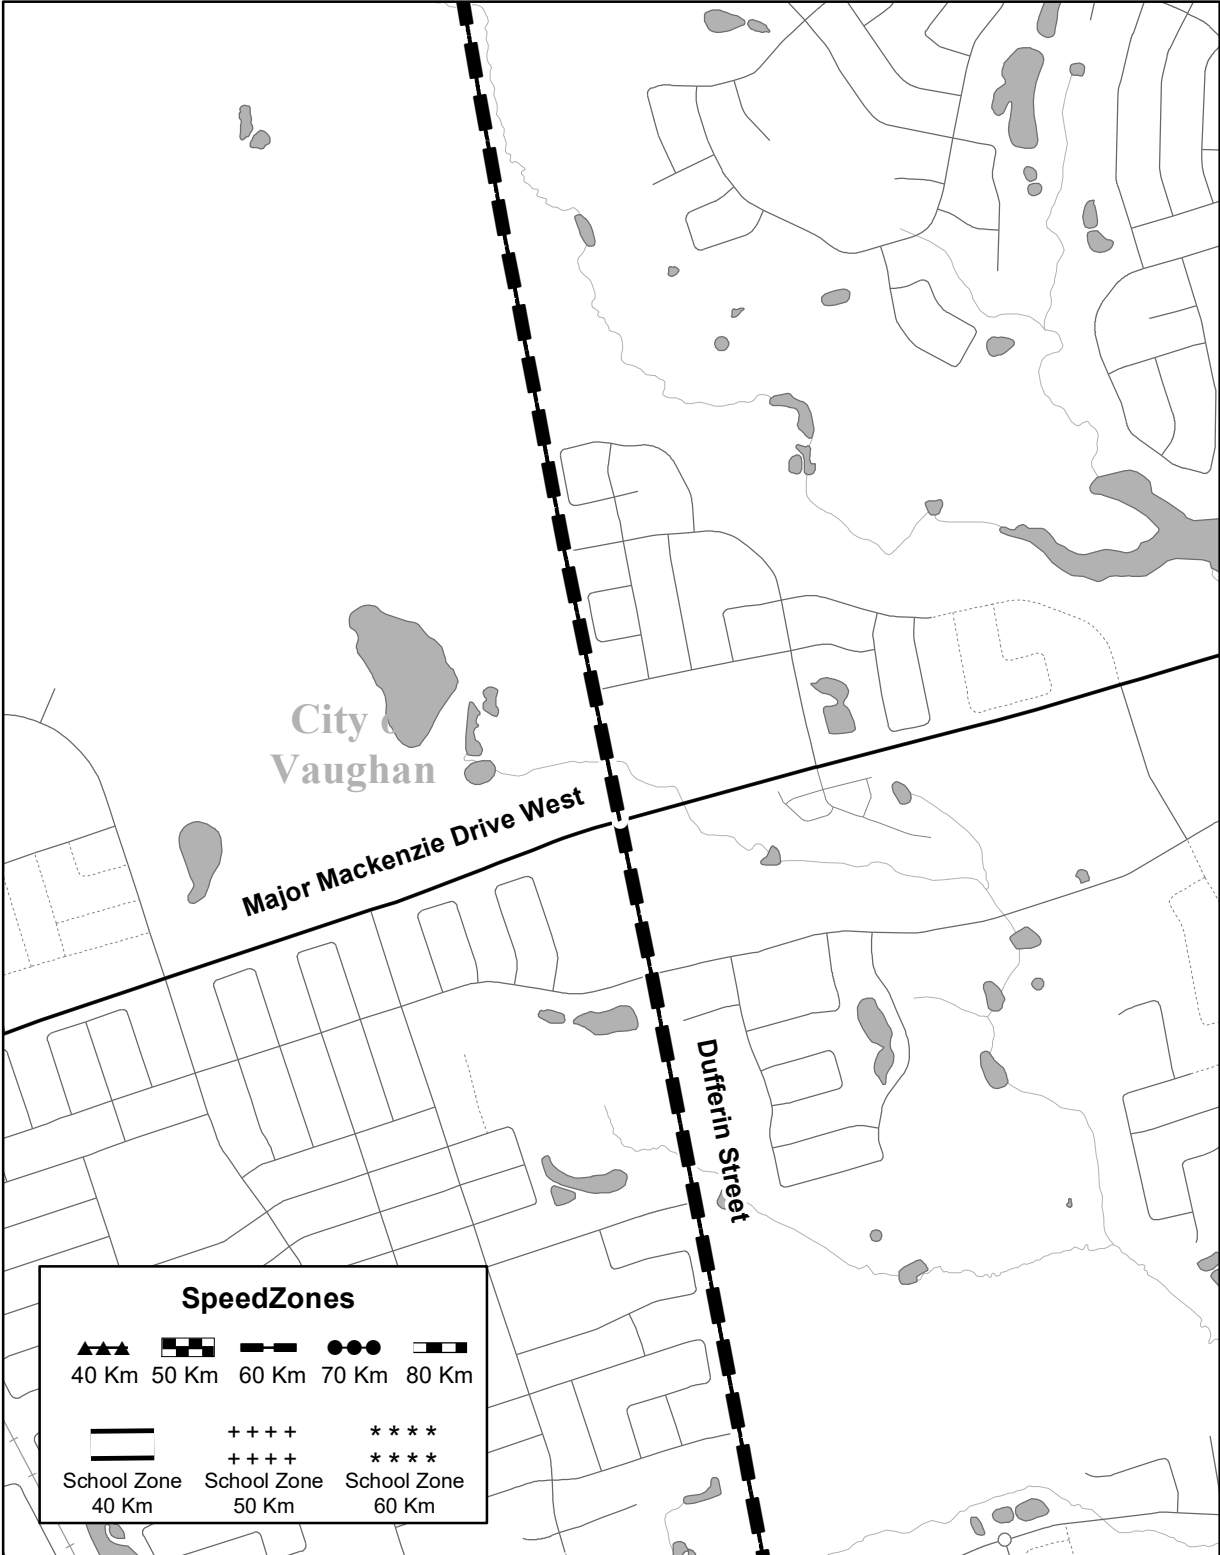 City o
Vaughan
Major Mackenzie Drive West
Dufferin Street
SpeedZones
40 Km 50 Km 60 Km 70 Km 80 Km
School Zone School Zone School Zone
40 Km 50 Km 60 Km